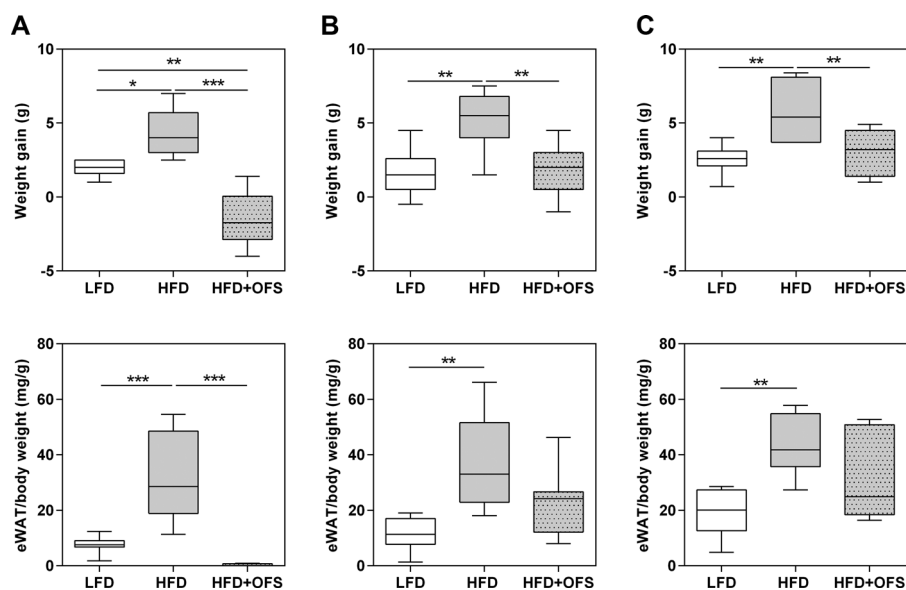 A
B
C
Weight gain (g)
10
5
0
-5
*
**
***
LFD
HFD
HFD+OFS
Weight gain (g)
10
5
0
-5
**
**
LFD
HFD
HFD+OFS
Weight gain (g)
10
5
0
-5
**
**
LFD
HFD
HFD+OFS
eWAT/body weight (mg/g)
80
60
40
20
0
***
***
LFD
HFD
HFD+OFS
eWAT/body weight (mg/g)
80
60
40
20
0
**
LFD
HFD
HFD+OFS
eWAT/body weight (mg/g)
80
60
40
20
0
**
LFD
HFD
HFD+OFS